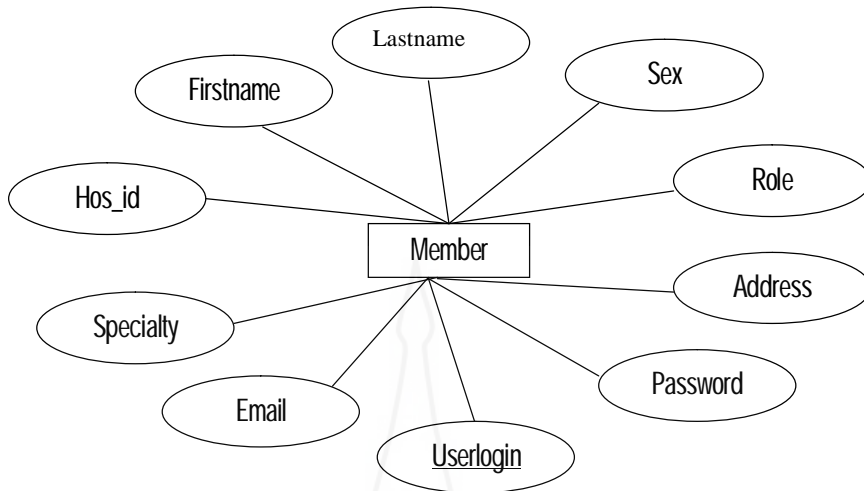 Lastname
Sex
Firstname
Role
Hos_id
Member
Address
Specialty
Password
Email
Userlogin